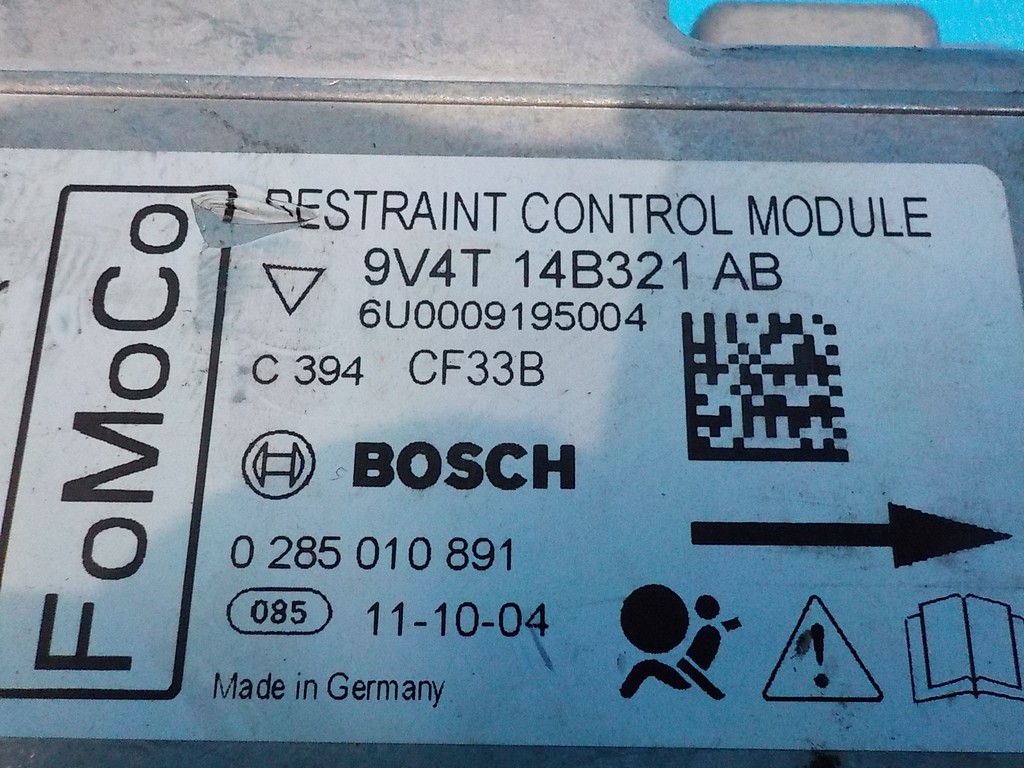 FoMoCo
RESTRAINT CONTROL MODULE
9V4T 14B321 AB
6U0009195004
C 394 CF33B
BOSCH
0 285 010 891
085 11-10-04
Made in Germany